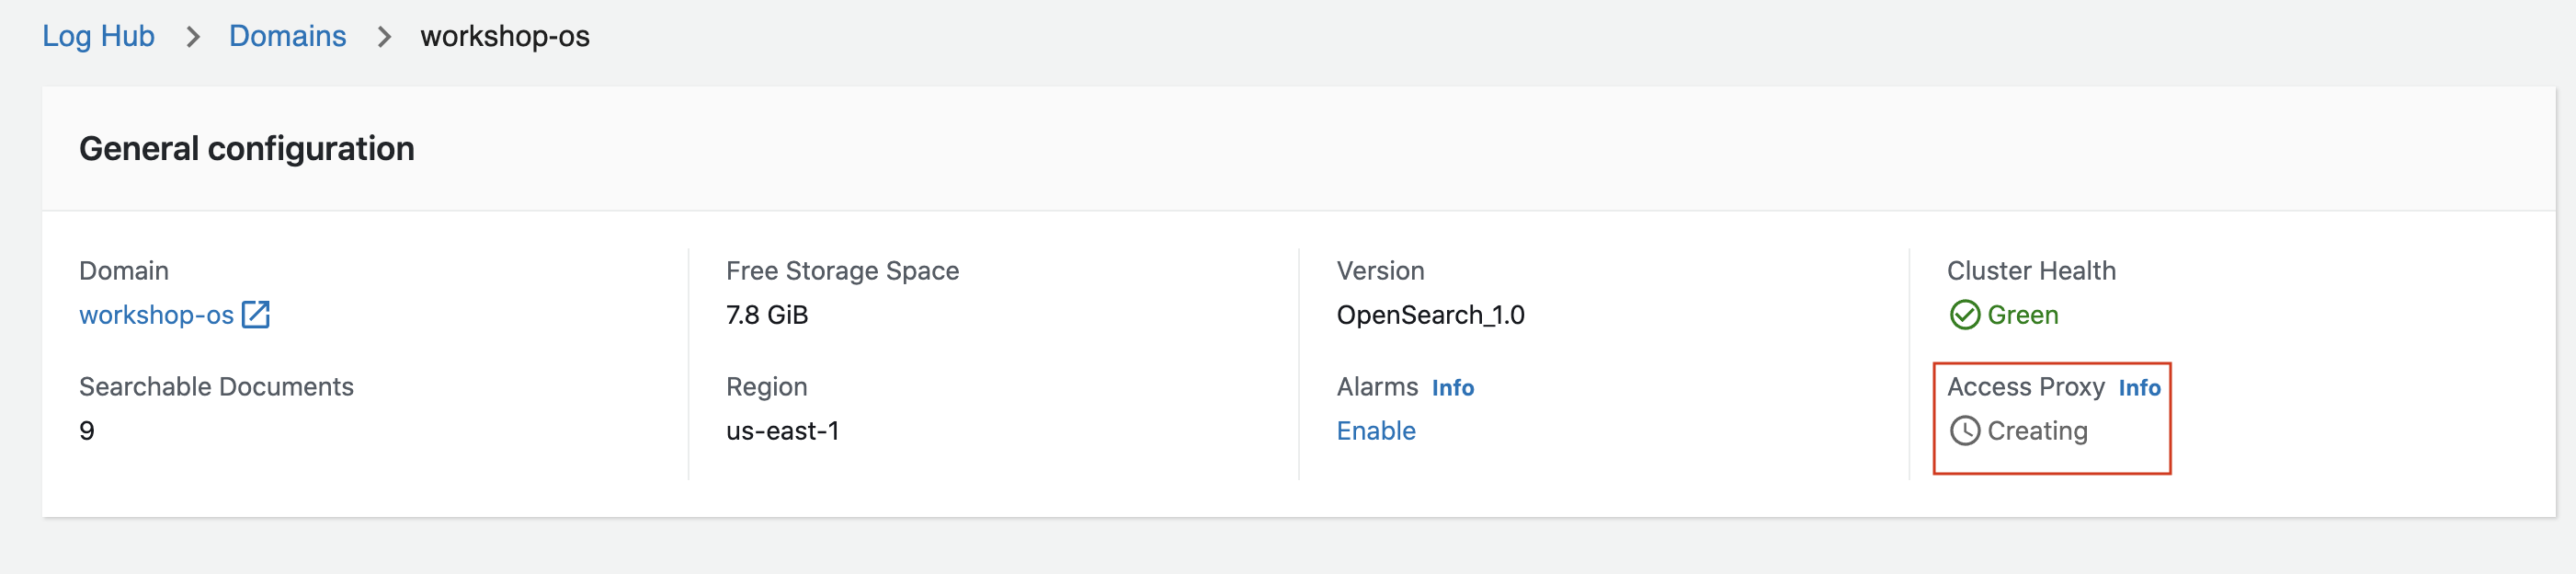 Log Hub > Domains > workshop-os
General configuration
Domain
workshop-os
Searchable Documents
9
Free Storage Space
7.8 GiB
Region
us-east-1
Version
OpenSearch_1.0
Alarms Info
Enable
Cluster Health
Green
Access Proxy Info
Creating